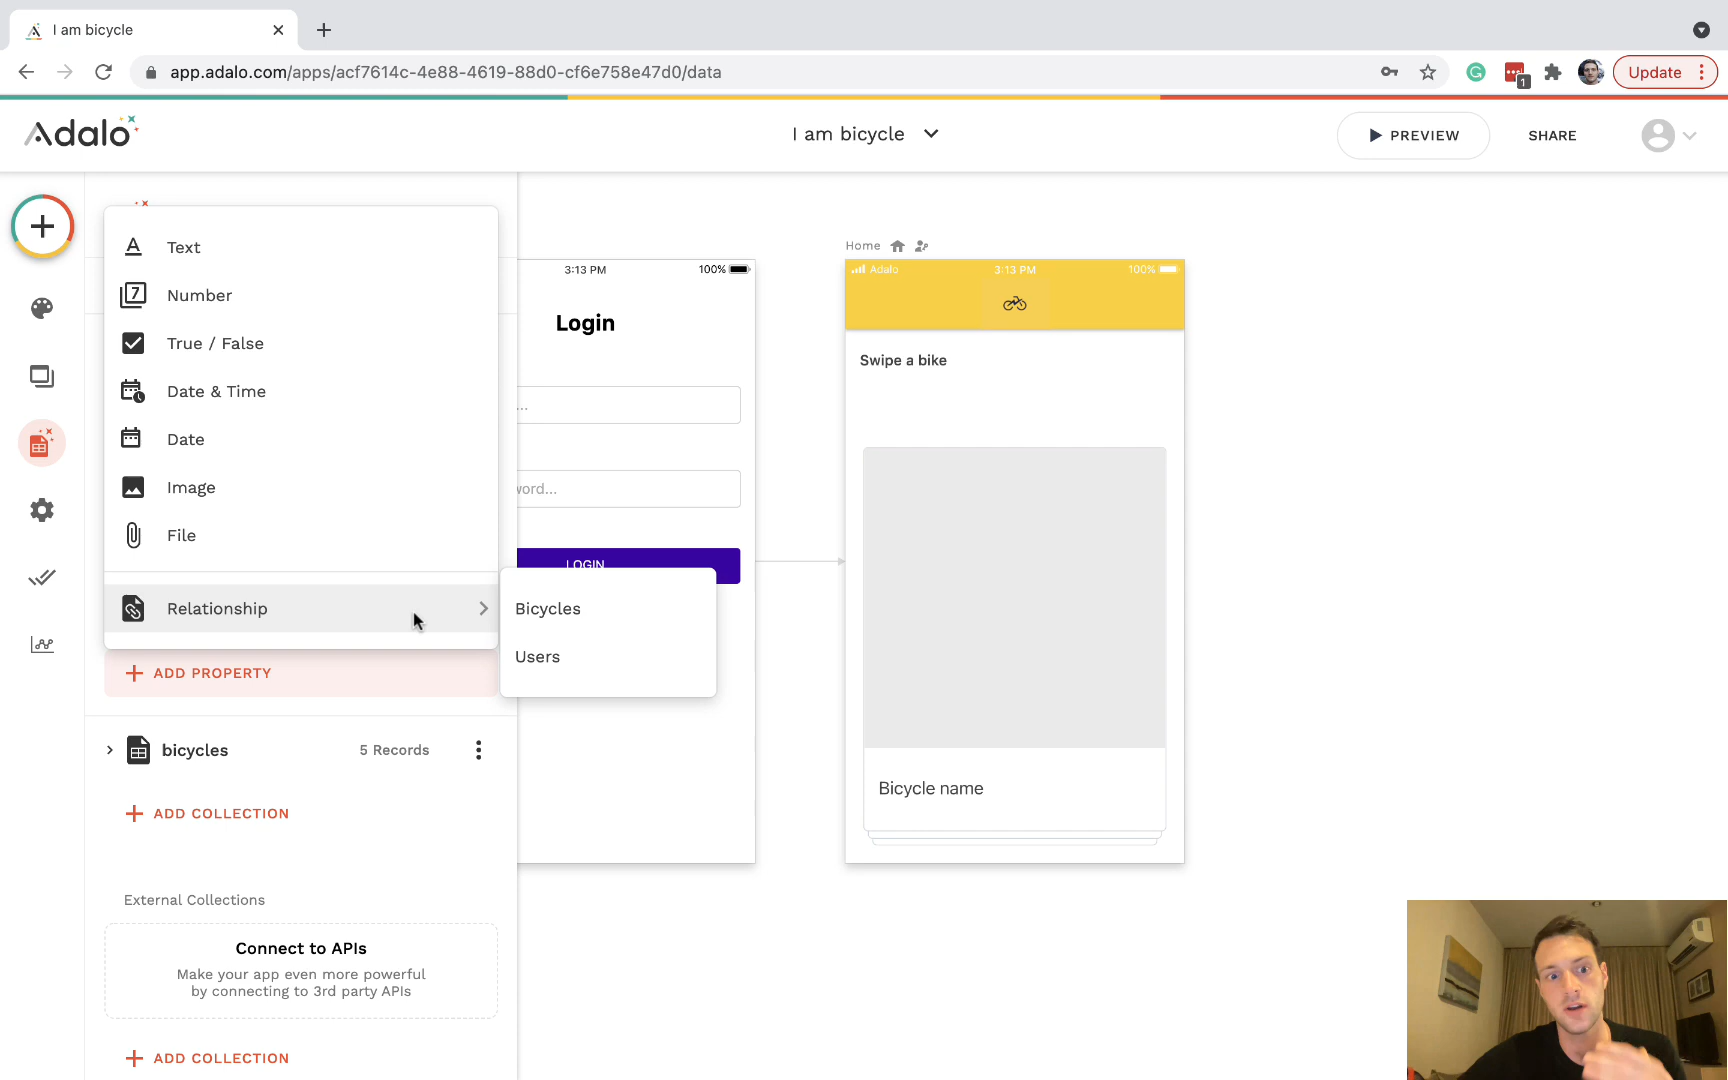 I am bicycle
app.adalo.com/apps/acf7614c-4e88-4619-88d0-cf6e758e47d0/data
1
Update
Adalo
I am bicycle
PREVIEW
SHARE
Text
7
Number
True / False
Date & Time
Date
Image
File
Relationship
Bicycles
Users
ADD PROPERTY
bicycles
5 Records
ADD COLLECTION
External Collections
Connect to APIs
Make your app even more powerful
by connecting to 3rd party APIs
ADD COLLECTION
3:13 PM
100%
Login
...
word...
LOGIN
Home
Adalo
3:13 PM
100%
Swipe a bike
Bicycle name